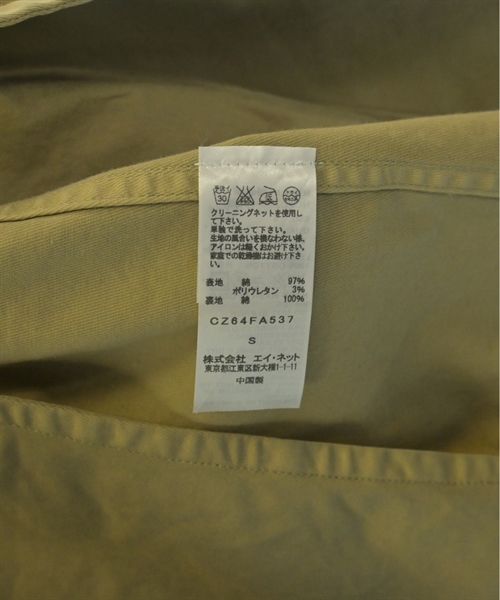 手洗イ
30
クリーニングネットを使用し
て下さい。
単独で洗って下さい。
生地の風合いを損なわない様、
アイロンは軽くおかけ下さい。
家庭での乾燥機はお避け下さ
い。
表地 綿 97%
ポリウレタン 3%
裏地 綿 100%
CZ64FA537
S
株式会社 エイ・ネット
東京都江東区新大橋1-1-11
中国製